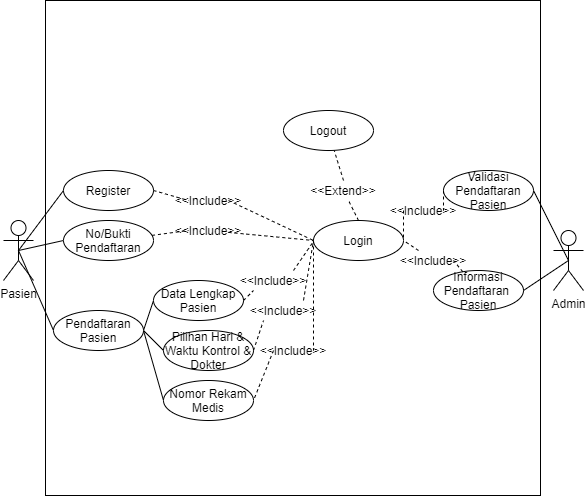 Logout
Validasi
Pendaftaran
Pasien
Register
<<Extend>>
<<Include>>
<<Include>>
No/Bukti
Pendaftaran
<<Include>>
Login
<<Include>>
Pasien
Data Lengkap
Pasien
<<Include>>
Informasi
Pendaftaran
Pasien
Admin
Pendaftaran
Pasien
<<Include>>
Pilihan Hari &
Waktu Kontrol &
Dokter
<<Include>>
Nomor Rekam
Medis